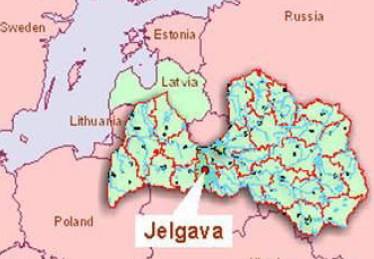 Sweden
Russia
Estonia
Latvia
Lithuania
Poland
Jelgava